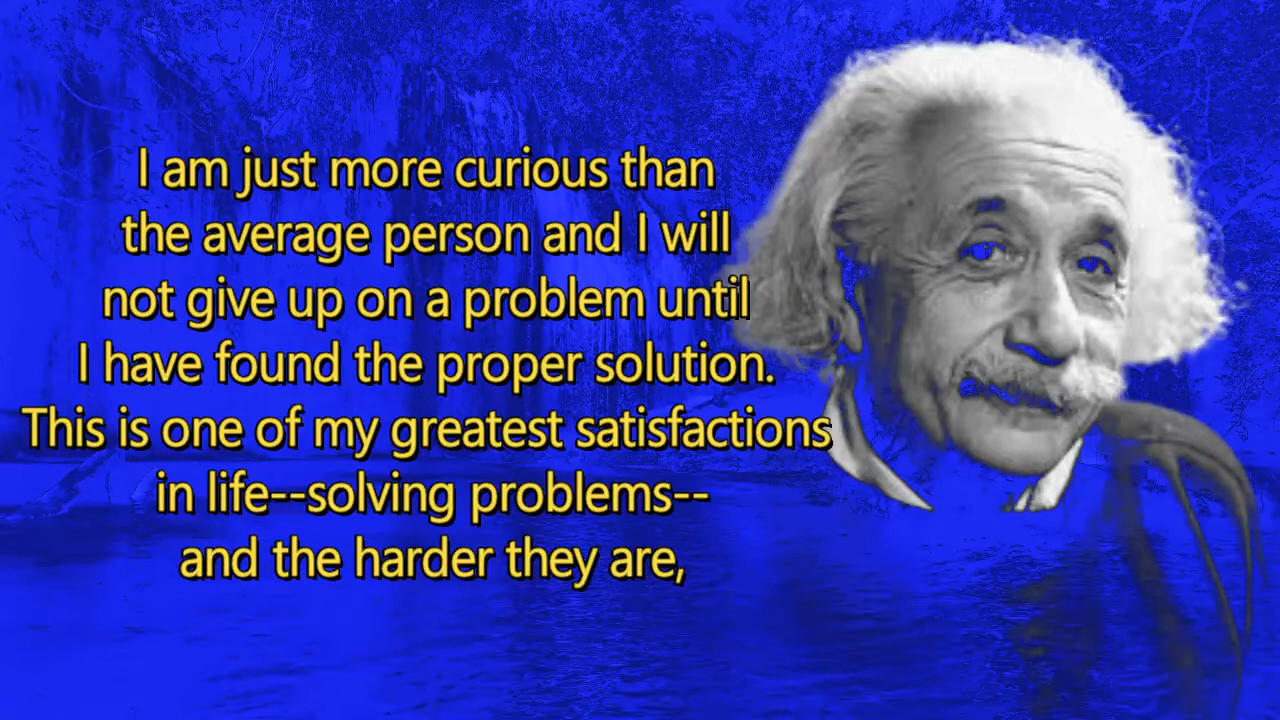 I am just more curious than
the average person and I will
not give up on a problem until
I have found the proper solution.
This is one of my greatest satisfactions
in life--solving problems--
and the harder they are,